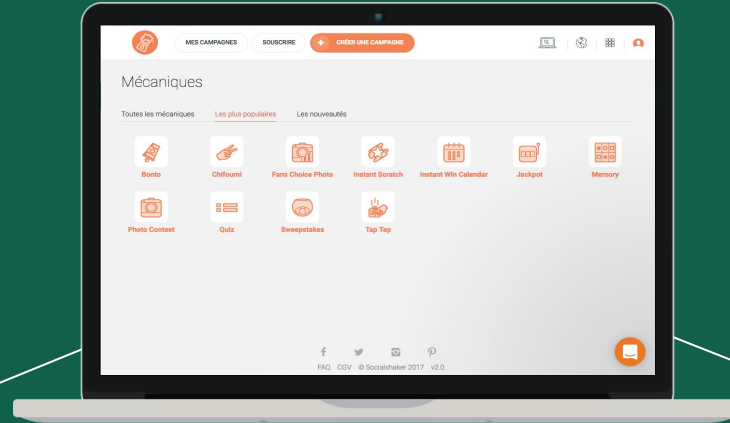 MES CAMPAGNES SOUSCRIRE + CRÉER UNE CAMPAGNE
Mécaniques
Toutes les mécaniques Les plus populaires Les nouveautés
Bonto Chifoumi Fans Choice Photo Instant Scratch Instant Win Calendar Jackpot Memory
Photo Contest Quiz Sweepstakes Tap Tap
FAQ CGV © Socialshaker 2017 v2.0